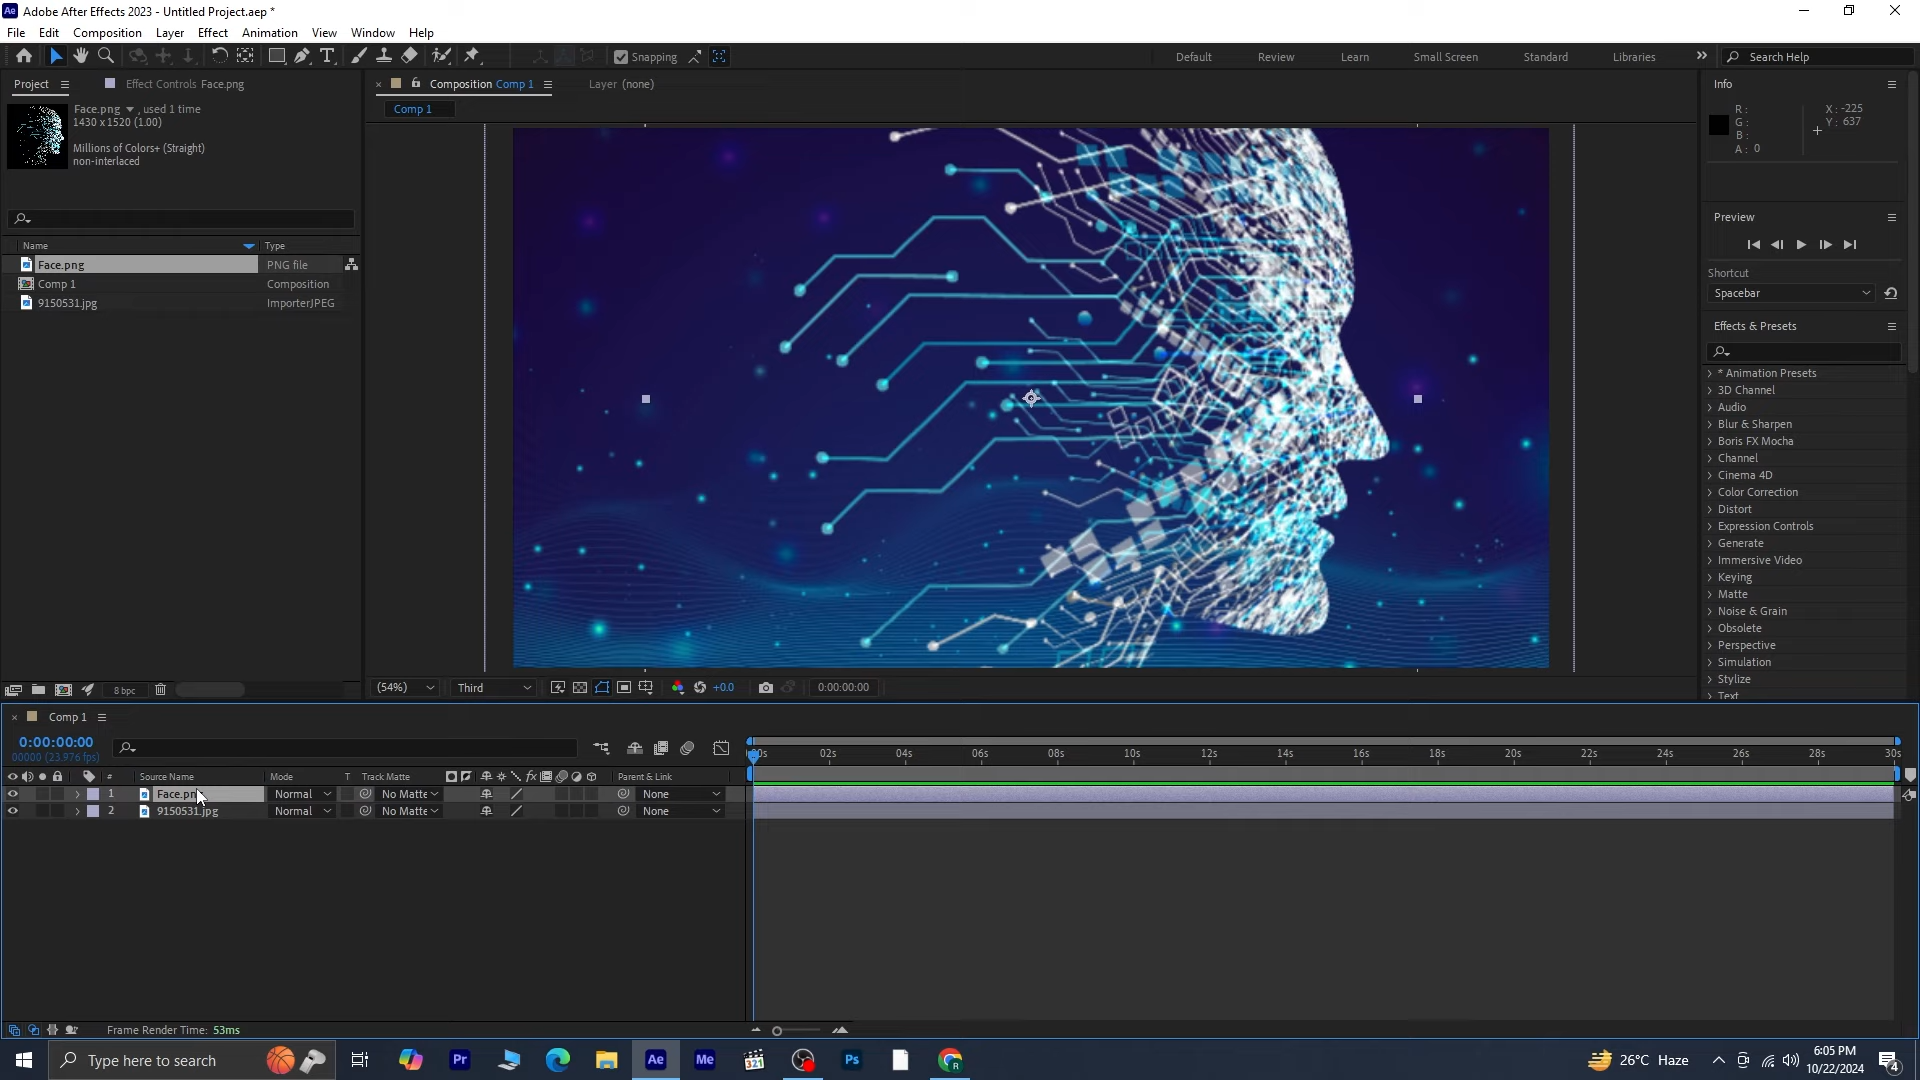 Ae Adobe After Effects 2023 - Untitled Project.aep *
File Edit Composition Layer Effect Animation View Window Help
Snapping Default Review Learn Small Screen Standard Libraries Search Help
Project Effect Controls Face.png
Face.png, used 1 time
1430 x 1520 (1.00)
Millions of Colors+ (Straight)
non-interlaced
Name Type
Face.png PNG file
Comp 1 Composition
9150531.jpg ImporterJPEG
8 bpc
Composition Comp 1 Layer (none)
Comp 1
(54%) Third +0.0 0:00:00:00
Info
R: X: -225
G: Y: 637
B:
A: 0
Preview
Shortcut
Spacebar
Effects & Presets
* Animation Presets
3D Channel
Audio
Blur & Sharpen
Boris FX Mocha
Channel
Cinema 4D
Color Correction
Distort
Expression Controls
Generate
Immersive Video
Keying
Matte
Noise & Grain
Obsolete
Perspective
Simulation
Stylize
Text
Comp 1
0:00:00:00
00000 (23.976 fps)
02s 04s 06s 08s 10s 12s 14s 16s 18s 20s 22s 24s 26s 28s 30s
# Source Name Mode T Track Matte fx Parent & Link
1 Face.pn Normal No Matte None
2 9150531.jpg Normal No Matte None
Frame Render Time: 53ms
Type here to search Pr Ae Me 321 Ps R 26°C Haze 6:05 PM
10/22/2024 4